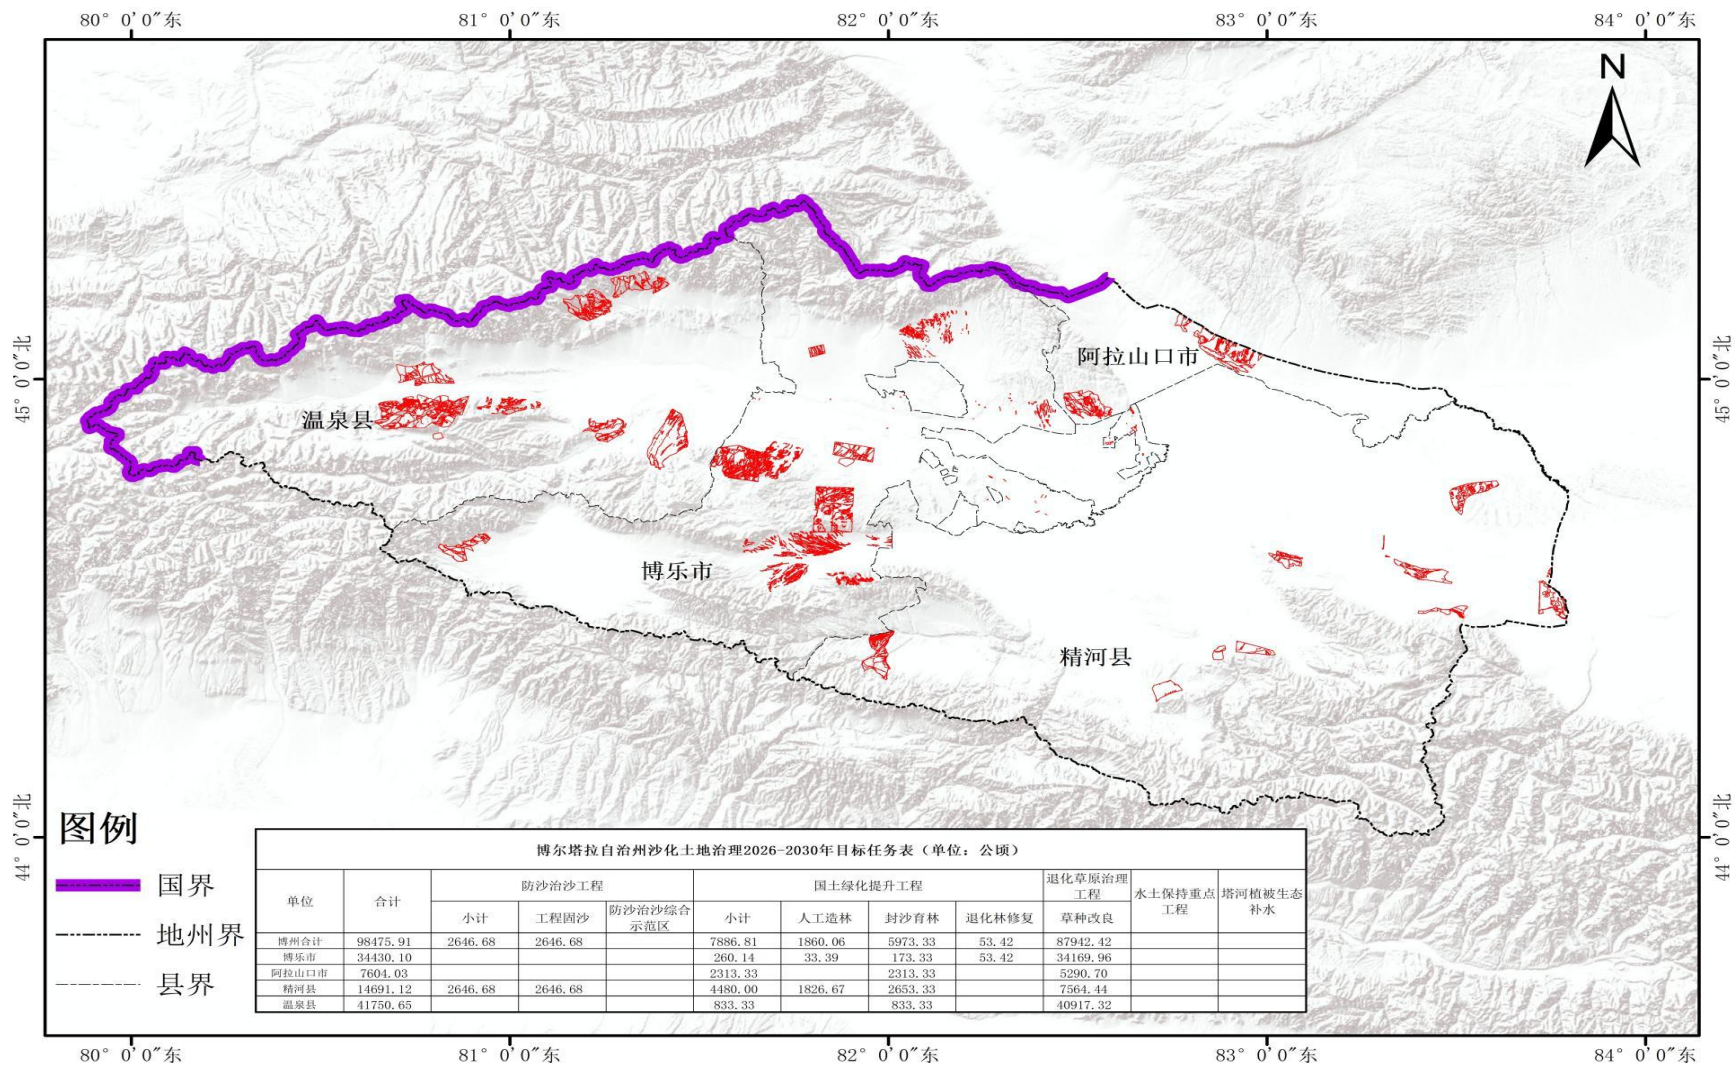 80° 0′0″东 81° 0′0″东 82° 0′0″东 83° 0′0″东 84° 0′0″东
N
45° 0′0″北 45° 0′0″北
阿拉山口市
温泉县
博乐市
精河县
44° 0′0″北 44° 0′0″北
图例
国界
地州界
县界
博尔塔拉自治州沙化土地治理2026-2030年目标任务表（单位：公顷）
单位 合计 防沙治沙工程 国土绿化提升工程 退化草原治理工程 水土保持重点工程 塔河植被生态补水
小计 工程固沙 防沙治沙综合示范区 小计 人工造林 封沙育林 退化林修复 草种改良
博州合计 98475.91 2646.68 2646.68 7886.81 1860.06 5973.33 53.42 87942.42
博乐市 34430.10 260.14 33.39 173.33 53.42 34169.96
阿拉山口市 7604.03 2313.33 2313.33 5290.70
精河县 14691.12 2646.68 2646.68 4480.00 1826.67 2653.33 7564.44
温泉县 41750.65 833.33 833.33 40917.32
80° 0′0″东 81° 0′0″东 82° 0′0″东 83° 0′0″东 84° 0′0″东